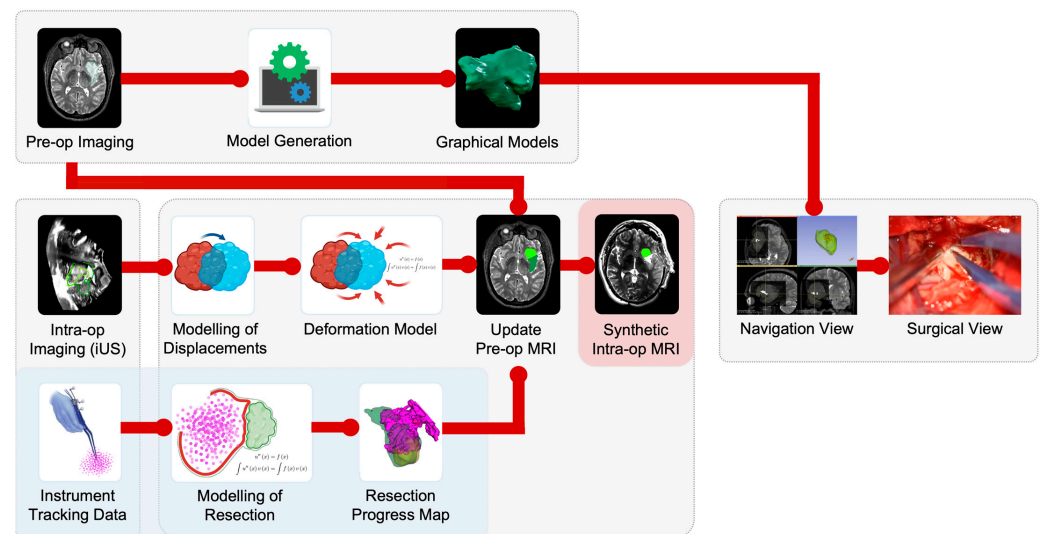 Pre-op Imaging
Model Generation
Graphical Models
Intra-op
Imaging (iUS)
Modelling of
Displacements
Deformation Model
Update
Pre-op MRI
Synthetic
Intra-op MRI
Navigation View
Surgical View
Instrument
Tracking Data
Modelling of
Resection
Resection
Progress Map